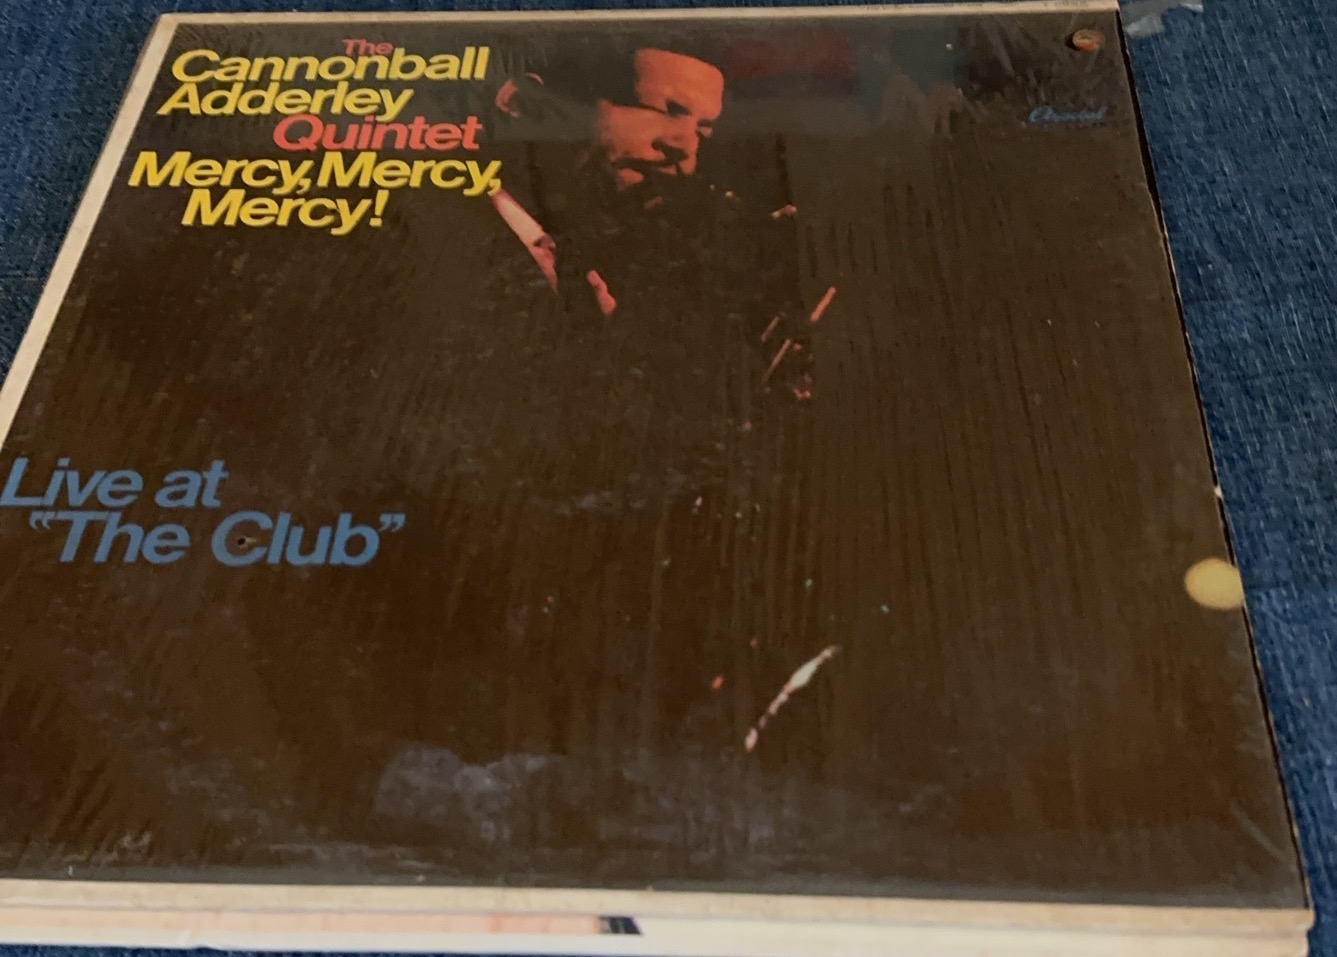 The
Cannonball
Adderley
Quintet
Mercy, Mercy,
Mercy!
Capitol
Live at
“The Club”